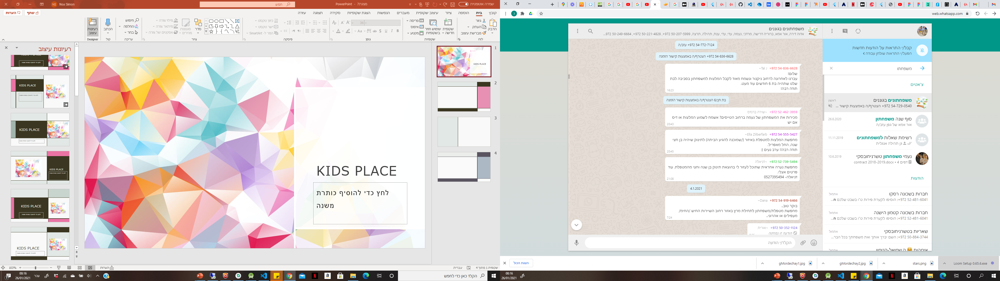 שמירה אוטומטית
מצגת7 - PowerPoint
חפש
Noa Simon
קובץ בית הוספה ציור מעברים עיצוב שקופית הנפשות הצגת שקופיות סקירה תצוגה עזרה
שתף
הערות
הדבק
גזור
העתק
מברשת עיצוב
לוח
שקופית חדשה
שימוש חוזר בשקופיות
פריסה
איפוס
מקטע
שקופיות
36
גופן
כיוון טקסט
ישר טקסט
המר ל- SmartArt
פיסקה
סדר
סגנונות מהירים
מילוי צורה
מיתאר צורה
אפקטים של צורה
ציור
חיפוש
החלפה
בחר
עריכה
הכתב
קול
רעיונות עיצוב
Designer
רעיונות עיצוב
KIDS PLACE
KIDS PLACE
KIDS PLACE
KIDS PLACE
KIDS PLACE
KIDS PLACE
לחץ כדי להוסיף כותרת
משנה
1
KIDS PLACE
2
3
4
שקופית 1 מתוך 4
עברית
הערות
103%
הקלד כאן כדי לחפש
עבר
00:16
26/01/2021
web.whatsapp.com
משפחתונים בגוננים
אדוה דירה, אור אמא, ברוריה דרישה, מרדכי, נעמה, עדי, עדי, ענת, תהילה, תרצה, +972 50-207-5999, +972 50-221-4828, +972 50-249-6664...
+972 54-772-7124 עזב/ה
+972 54-836-6628 הצטרף/ה באמצעות קישור הזמנה
+972 54-836-6628 ~Tal J
שלום!
עברנו לאחרונה לרחוב ניקנור ונשמח מאוד לקבל המלצות למשפחתון בסביבה לבת
שלנו שתהיה בת 6 חודשים עוד מעט.
תודה רבה!
16:23
בת חן:/6 הצטרף/ה באמצעות קישור הזמנה
+972 52-462-3959 ~שירה ברנדס
מכירות את המשפחתון של נעמה ברחוב הטייסים? אשמח לשמוע המלצות או דיס
אם יש
20:43
+972 54-555-5427 ~Ella Zilberfarb
מחפשת המלצות למטפלת באיזור (/שמוכנה להגיע הביתה) לתינוק שיהיה בן חצי
שנה, החל מאפריל.
תודה רבה!! ערב נעים (:
20:45
+972 52-739-5494 ~דניאלה
מחפשת נערה אחראית שתוכל לעזור לי בהוצאת תינוק בן שנה וחצי מהמטפלת. עוד
פרטים אצלי.
דניאלה- 0527395494
21:08
4.1.2021
+972 54-919-6466 ~Dana
בוקר טוב..
מחפשת מטפלת/משפחתון לתחילת מרץ באזור רחוב השיירות החיש /החימ/
מעפילים או אהרוני..
7:24
+972 50-352-1124 ~אורית
הודעה זו נמחקה
הקלד/י הודעה
קבל/י התראות על הודעות חדשות
הפעל/י התראות שולחן עבודה
משפחתו
צ'אטים
משפחתונים בגוננים
ראשון
+972 54-729-0540 הצטרף/ה באמצעות קישור ...
סוף שנה משפחתון
26.8.2020
אור אמא של גפן עזב/ה
רשימת שאלות למשפחתונים
11.11.2019
גן תהילה אנגלית
נעמי משפחתון טשרניחובסקי
10.6.2019
contract 2018-2019.docx • 4 דפים
הודעות
חברות בשכונה רסקו
אתמול
+972 52-481-6041: הוסיפו לקערת פירות ט"ו בשבט שלכם ח...
חברות בשכונה קטמון הישנה
אתמול
+972 52-481-6041: הוסיפו לקערת פירות ט"ו בשבט שלכם ח...
שאריות בטשרניחובסקי
אתמול
+972 50-884-3744: השם יברך אותך ואת משפחתך בכל הבר...
אתמול
Loom Setup 0.65.6.exe
stars.png
gMordechay2.jpg
gMordechay1.jpg
הצגת הכול
00:16
26/01/2021